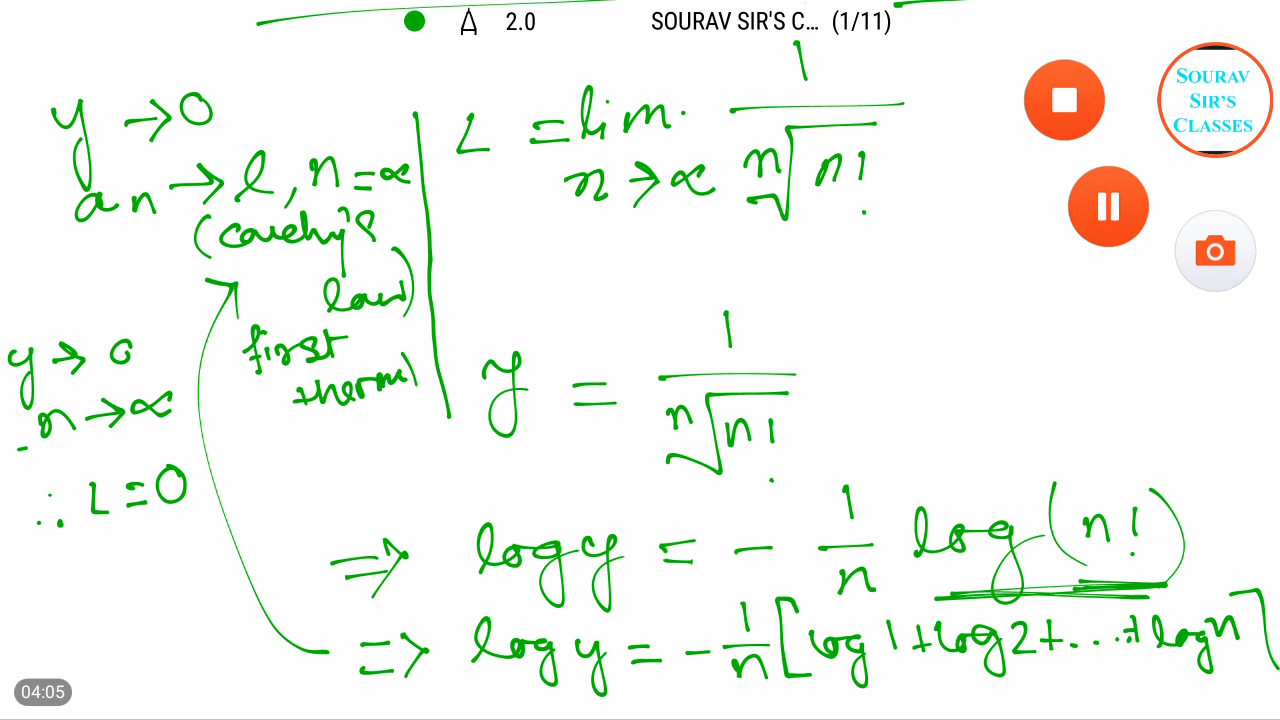 2.0 SOURAV SIR'S C... (1/11)
SOURAV
SIR'S
CLASSES
y → 0
an → l, n = ∝
(Cauchy's
law)
first
therm)
y → 0
n → ∝
∴ L = 0
L = lim. 1/ⁿ√n!
n → ∝
y = 1/ⁿ√n!
⇒ log y = - 1/n log (n!)
⇒ log y = - 1/n [log 1 + log 2 + ... + log n]
04:05